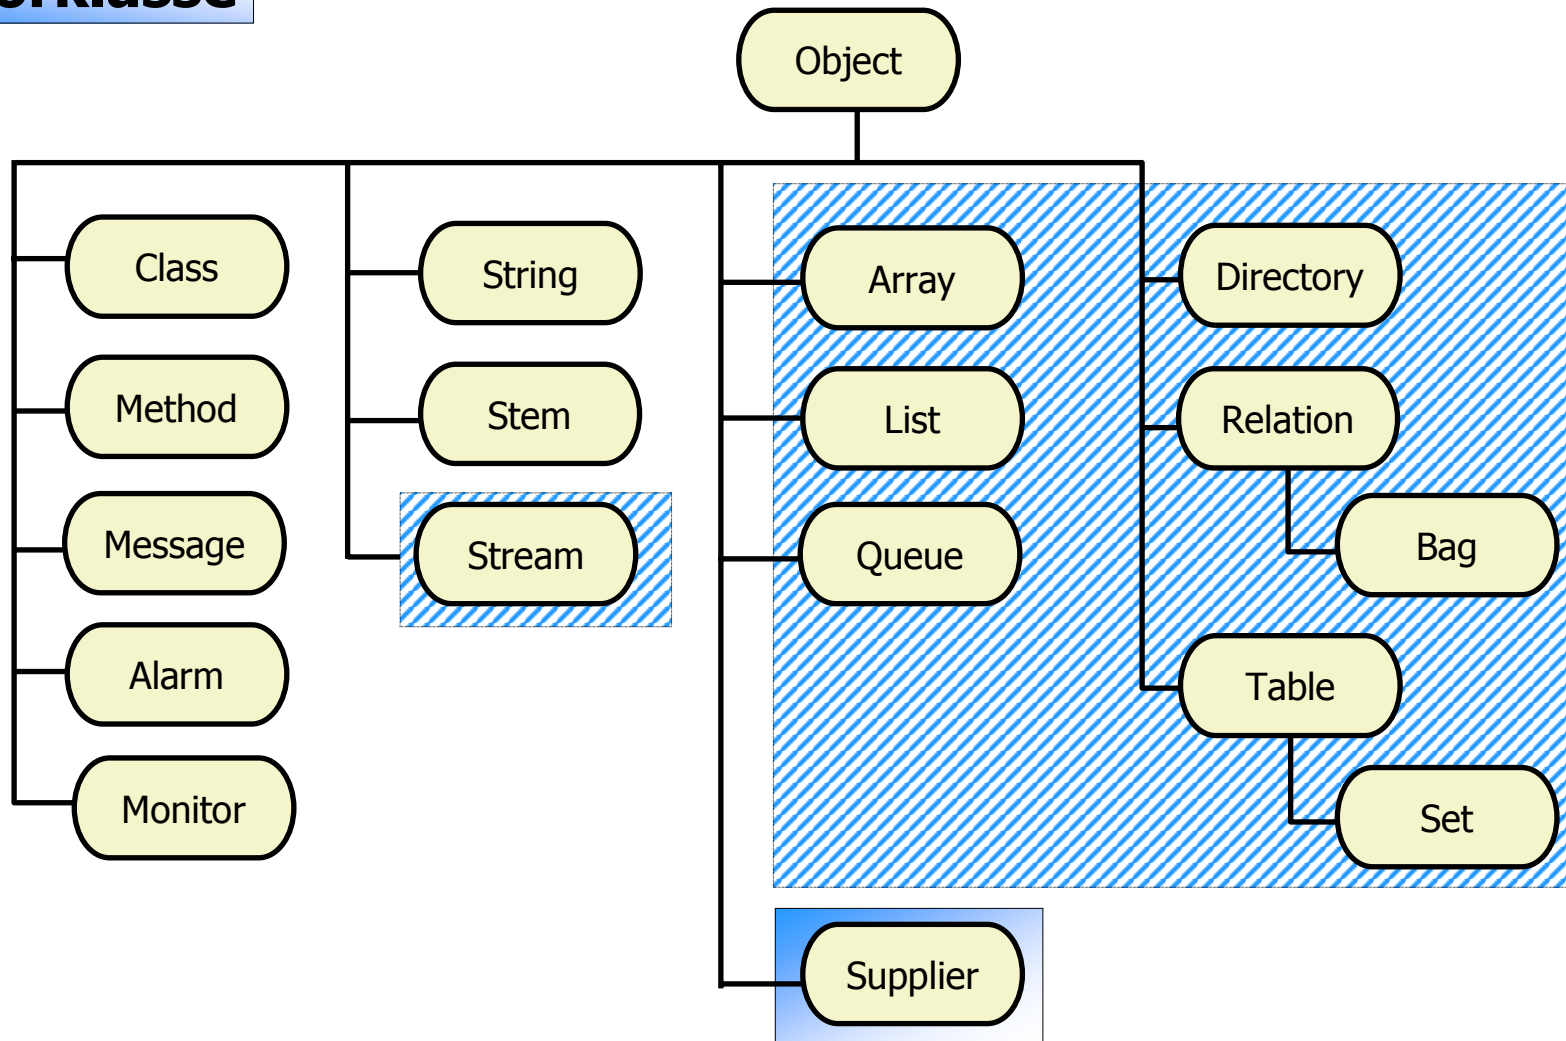 Object
Class
Method
Message
Alarm
Monitor
String
Stem
Stream
Array
List
Queue
Supplier
Directory
Relation
Bag
Table
Set